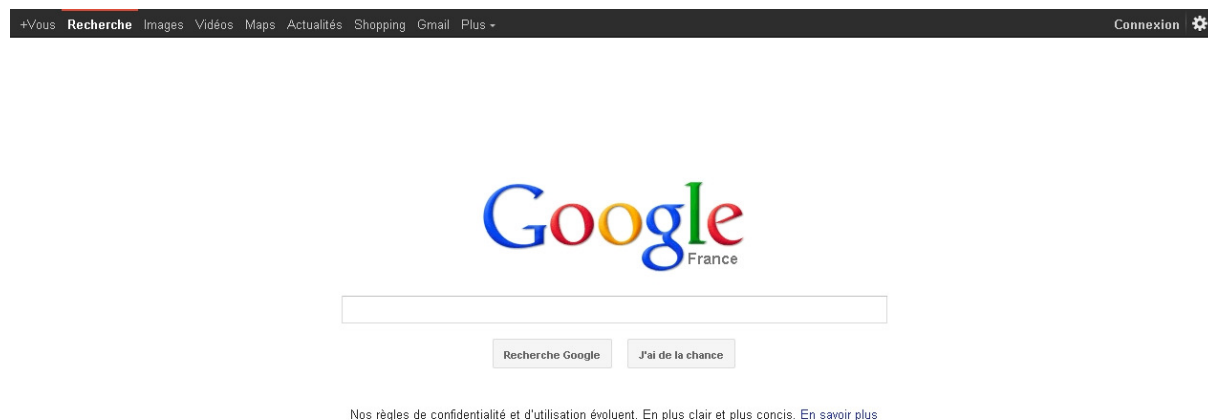 +Vous Recherche Images Vidéos Maps Actualités Shopping Gmail Plus Connexion
Google
France
Recherche Google J'ai de la chance
Nos règles de confidentialité et d'utilisation évoluent. En plus clair et plus concis. En savoir plus